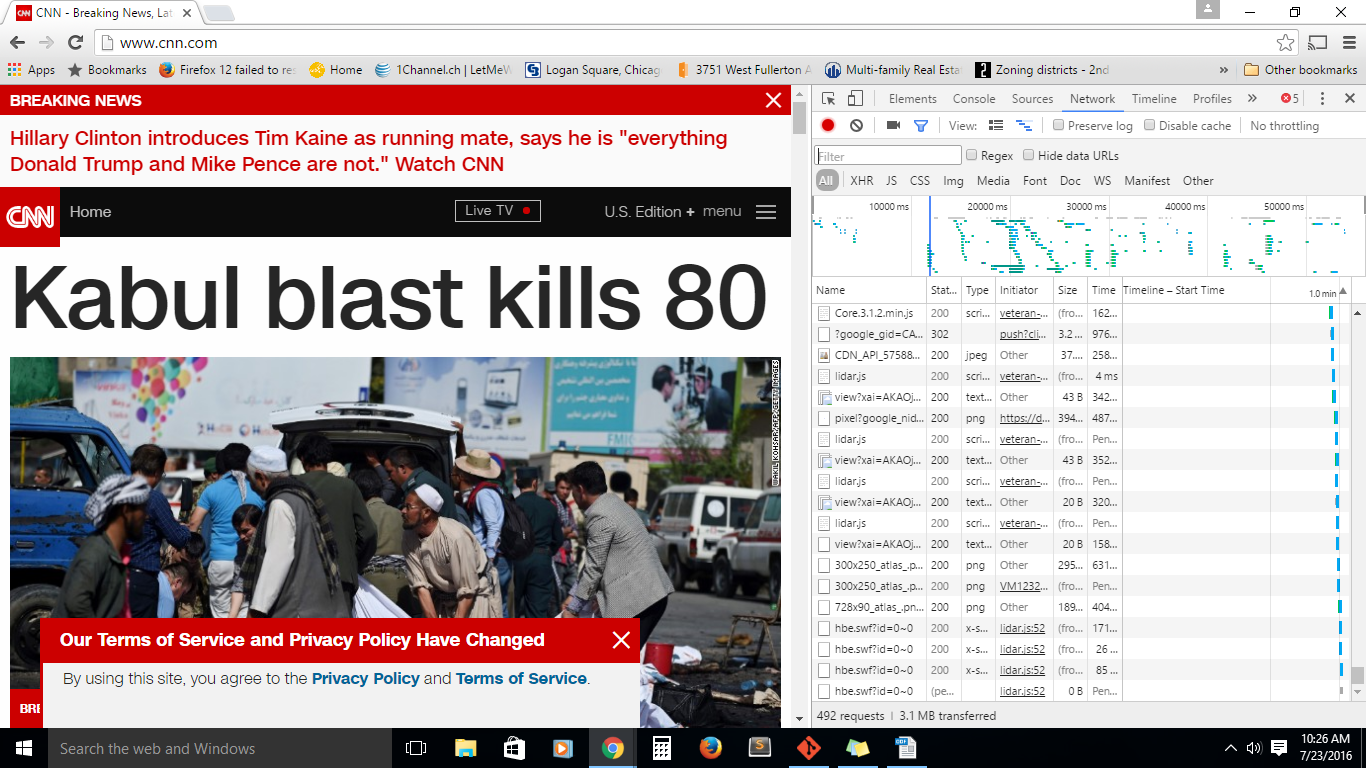 CNN - Breaking News, Lat
www.cnn.com
Apps Bookmarks Firefox 12 failed to res Home 1Channel.ch | LetMeW Logan Square, Chicag 3751 West Fullerton A Multi-family Real Esta Zoning districts - 2nd » Other bookmarks
BREAKING NEWS
Hillary Clinton introduces Tim Kaine as running mate, says he is "everything
Donald Trump and Mike Pence are not." Watch CNN
CNN Home Live TV U.S. Edition + menu
Kabul blast kills 80
WAKIL KOHSAR/AFP/GETTY IMAGES
FMIC
Our Terms of Service and Privacy Policy Have Changed
By using this site, you agree to the Privacy Policy and Terms of Service.
BRE
Elements Console Sources Network Timeline Profiles » 5
View: Preserve log Disable cache No throttling
Filter Regex Hide data URLs
All XHR JS CSS Img Media Font Doc WS Manifest Other
10000 ms 20000 ms 30000 ms 40000 ms 50000 ms
Name Stat... Type Initiator Size Time Timeline – Start Time 1.0 min
Core.3.1.2.min.js 200 scri... veteran-... (fro... 162...
?google_gid=CA... 302 push?cli... 3.2 ... 976...
CDN_API_57588... 200 jpeg Other 37.... 258...
lidar.js 200 scri... veteran-... (fro... 4 ms
view?xai=AKAOj... 200 text... Other 43 B 342...
pixel?google_nid... 200 png https://d... 394... 487...
lidar.js 200 scri... veteran-... (fro... Pen...
view?xai=AKAOj... 200 text... Other 43 B 352...
lidar.js 200 scri... veteran-... (fro... Pen...
view?xai=AKAOj... 200 text... Other 20 B 320...
lidar.js 200 scri... veteran-... (fro... Pen...
view?xai=AKAOj... 200 text... Other 20 B 158...
300x250_atlas_.p... 200 png Other 295... 631...
300x250_atlas_.p... 200 png VM1232... (fro... Pen...
728x90_atlas_.pn... 200 png Other 189... 404...
hbe.swf?id=0~0 200 x-s... lidar.js:52 (fro... 171...
hbe.swf?id=0~0 200 x-s... lidar.js:52 (fro... 26 ...
hbe.swf?id=0~0 200 x-s... lidar.js:52 (fro... 85 ...
hbe.swf?id=0~0 (pe... lidar.js:52 0 B Pen...
492 requests | 3.1 MB transferred
Search the web and Windows
10:26 AM
7/23/2016